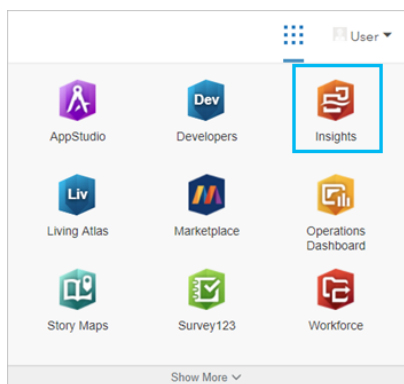 User
Dev
AppStudio
Developers
Insights
Liv
Living Atlas
Marketplace
Operations
Dashboard
Story Maps
Survey123
Workforce
Show More